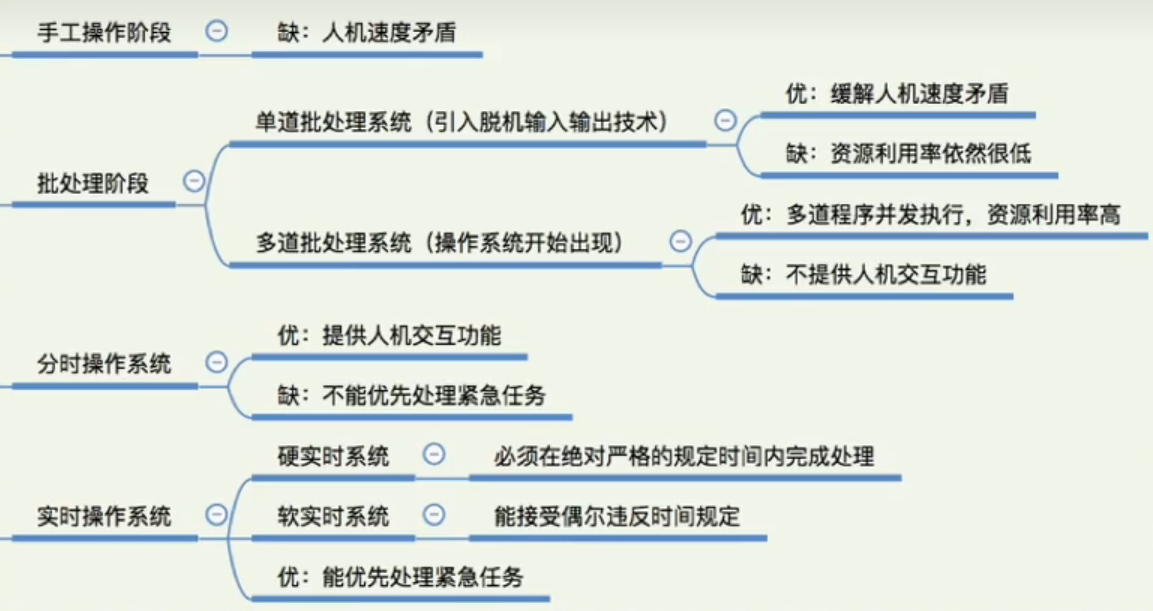 手工操作阶段
缺：人机速度矛盾
批处理阶段
单道批处理系统（引入脱机输入输出技术）
优：缓解人机速度矛盾
缺：资源利用率依然很低
多道批处理系统（操作系统开始出现）
优：多道程序并发执行，资源利用率高
缺：不提供人机交互功能
分时操作系统
优：提供人机交互功能
缺：不能优先处理紧急任务
实时操作系统
硬实时系统
必须在绝对严格的规定时间内完成处理
软实时系统
能接受偶尔违反时间规定
优：能优先处理紧急任务